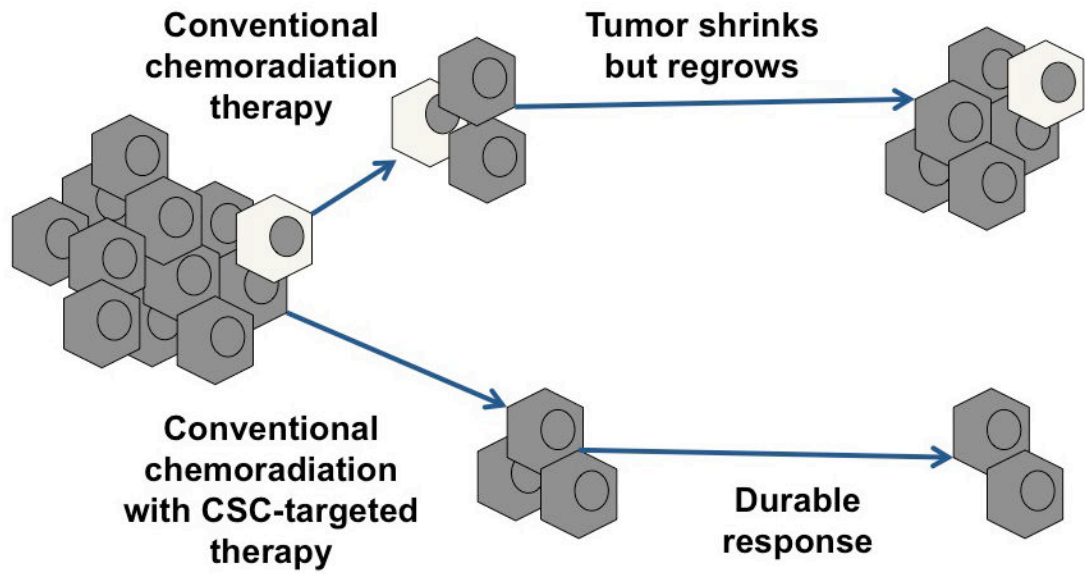 Conventional
chemoradiation
therapy
Tumor shrinks
but regrows
Conventional
chemoradiation
with CSC-targeted
therapy
Durable
response